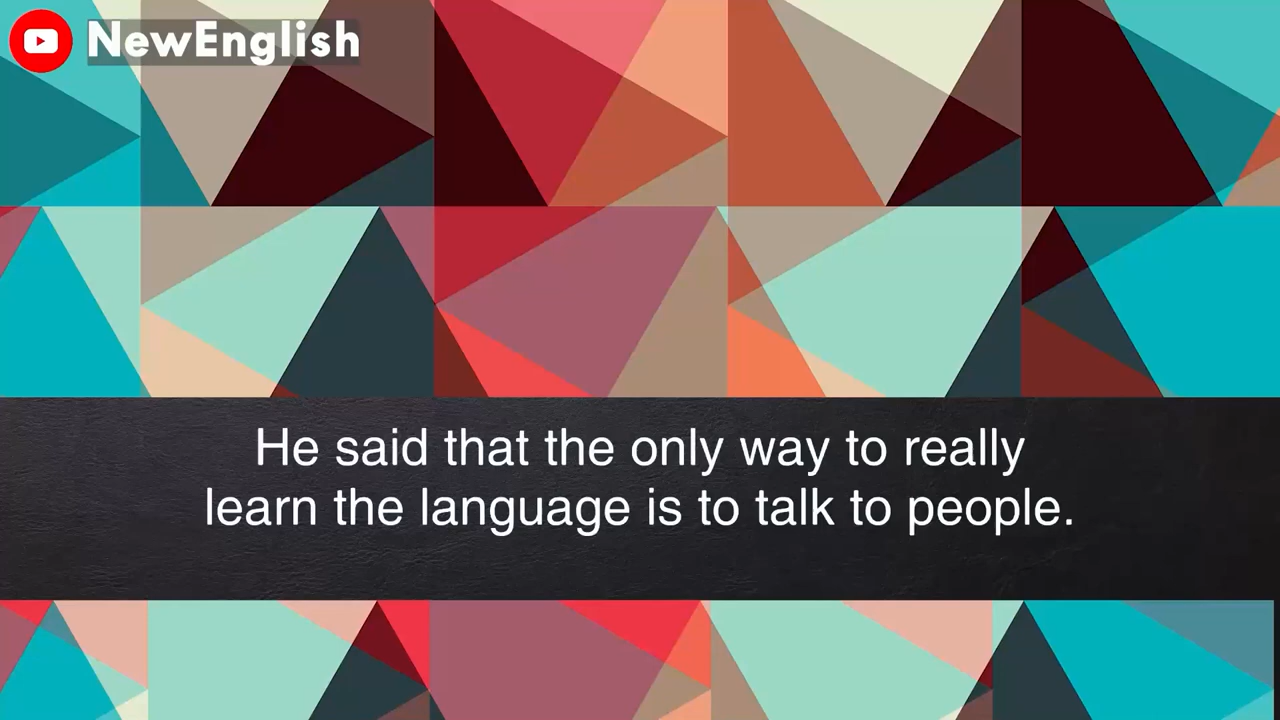 NewEnglish
He said that the only way to really
learn the language is to talk to people.